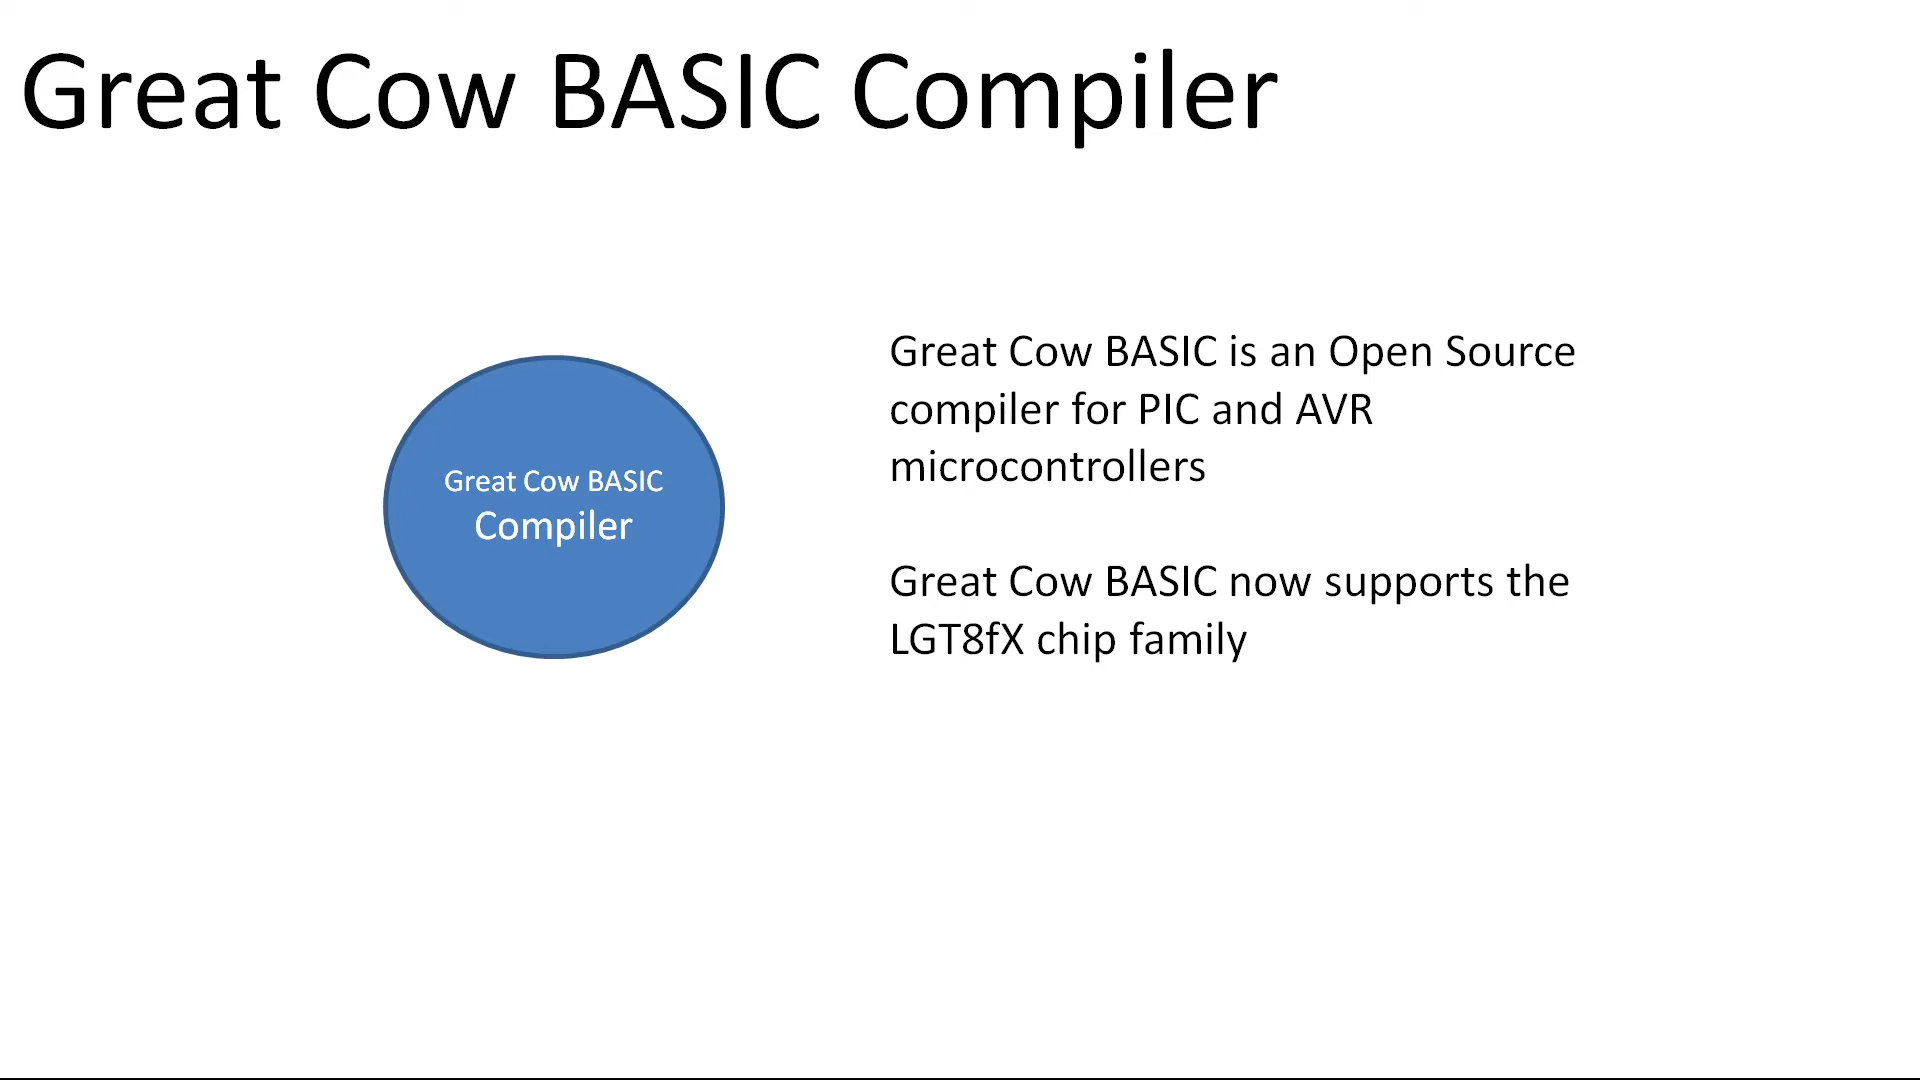 Great Cow BASIC Compiler
Great Cow BASIC
Compiler
Great Cow BASIC is an Open Source
compiler for PIC and AVR
microcontrollers
Great Cow BASIC now supports the
LGT8fX chip family